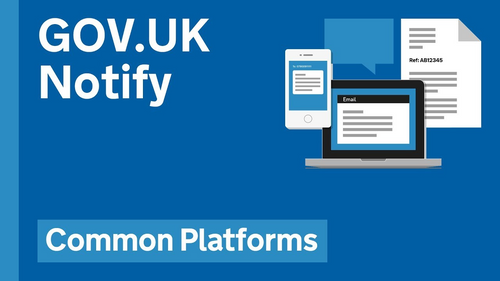 GOV.UK
Notify
Ref: AB12345
Email
Common Platforms